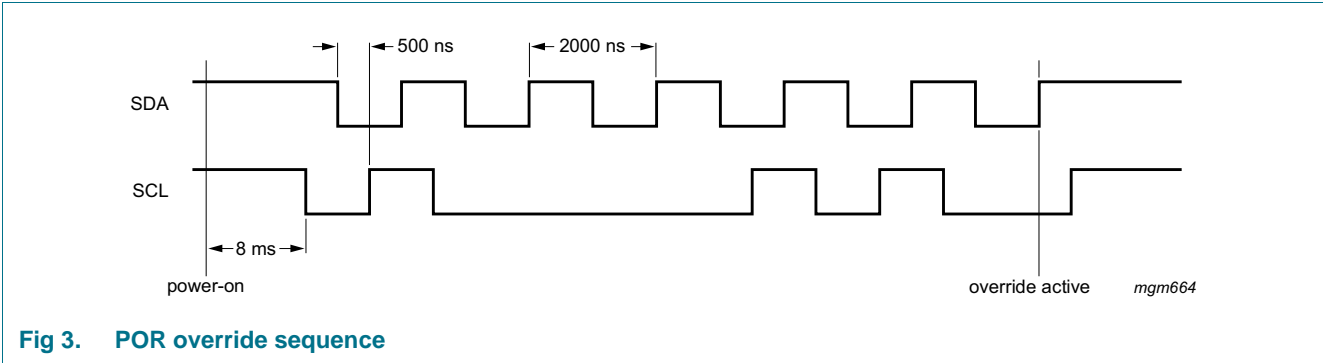 500 ns
2000 ns
SDA
SCL
8 ms
power-on
override active
mgm664
Fig 3. POR override sequence